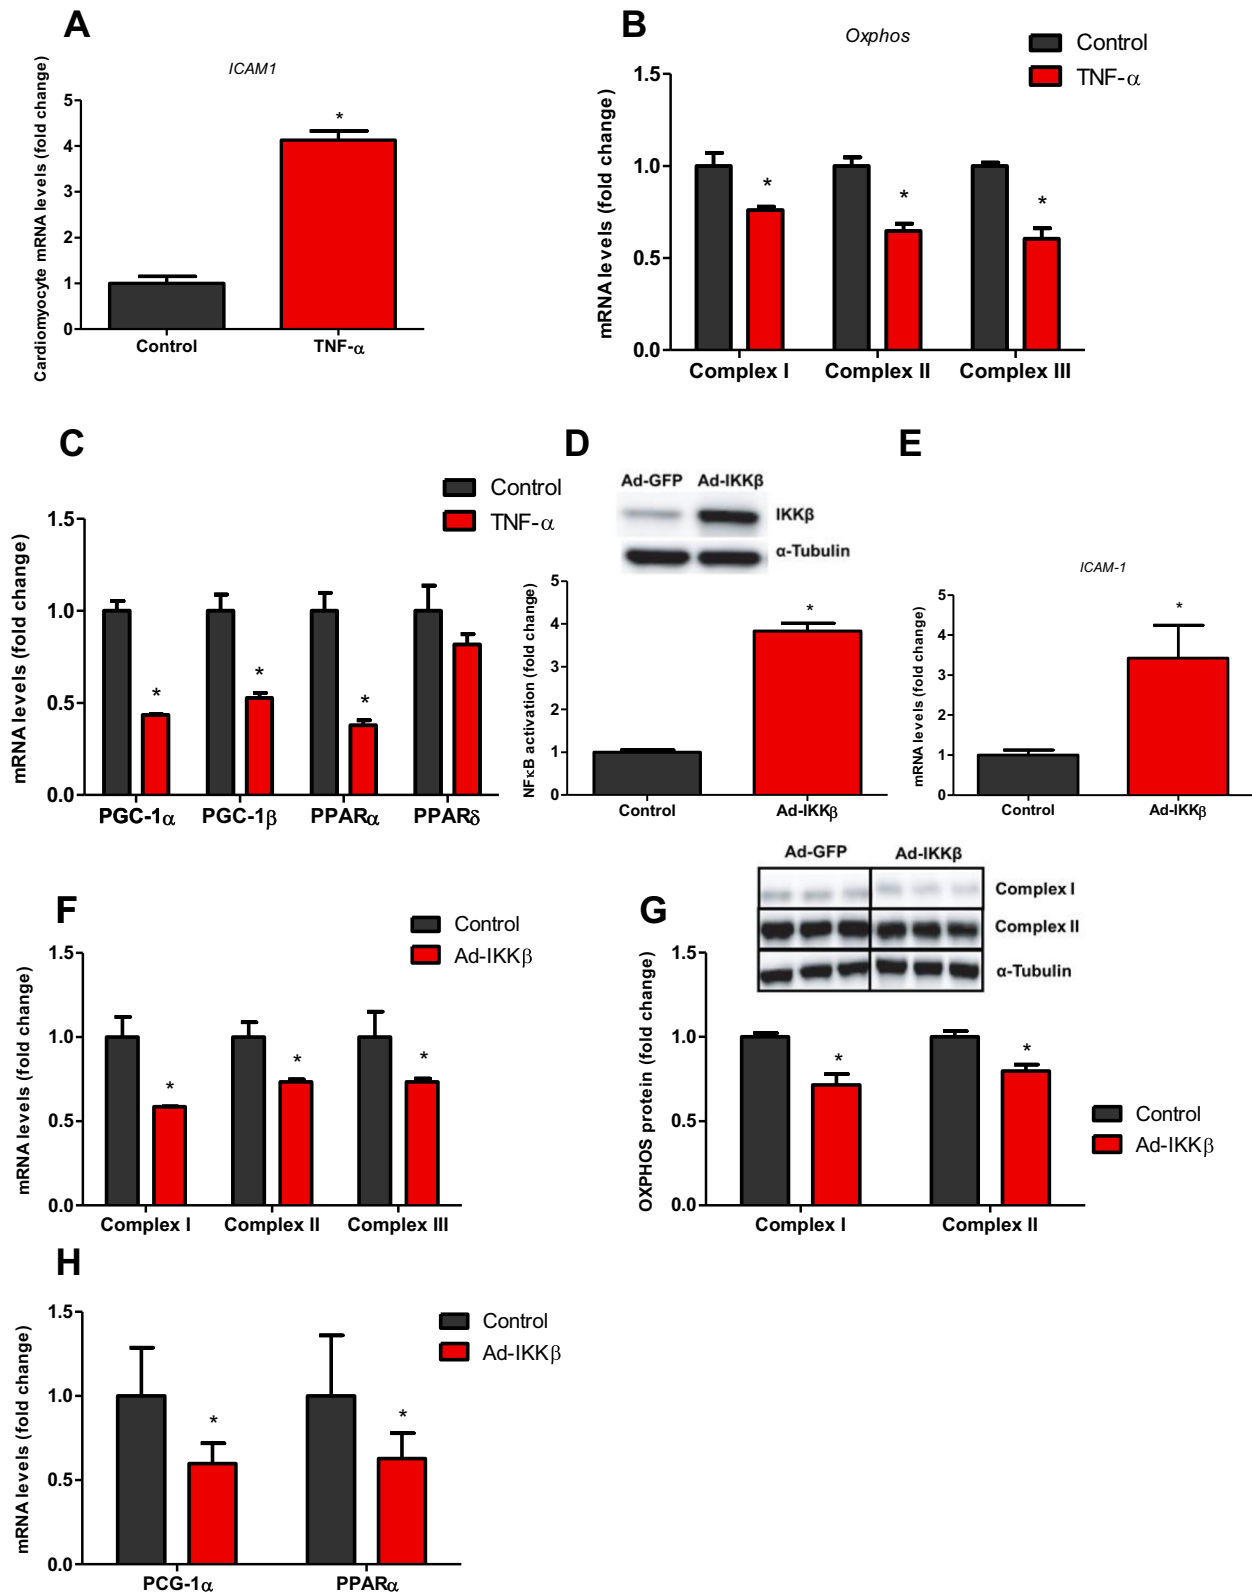 A
ICAM1
Cardiomyocyte mRNA levels (fold change)
5
4
3
2
1
0
Control
TNF-α
*
B
Oxphos
Control
TNF-α
mRNA levels (fold change)
1.5
1.0
0.5
0.0
*
*
*
Complex I
Complex II
Complex III
C
Control
TNF-α
mRNA levels (fold change)
1.5
1.0
0.5
0.0
*
*
*
PGC-1α
PGC-1β
PPARα
PPARδ
D
Ad-GFP
Ad-IKKβ
IKKβ
α-Tubulin
NFκB activation (fold change)
5
4
3
2
1
0
*
Control
Ad-IKKβ
E
ICAM-1
mRNA levels (fold change)
5
4
3
2
1
0
*
Control
Ad-IKKβ
F
Control
Ad-IKKβ
mRNA levels (fold change)
1.5
1.0
0.5
0.0
*
*
*
Complex I
Complex II
Complex III
G
Ad-GFP
Ad-IKKβ
Complex I
Complex II
α-Tubulin
OXPHOS protein (fold change)
1.5
1.0
0.5
0.0
*
*
Complex I
Complex II
Control
Ad-IKKβ
H
Control
Ad-IKKβ
mRNA levels (fold change)
1.5
1.0
0.5
0.0
*
*
PCG-1α
PPARα